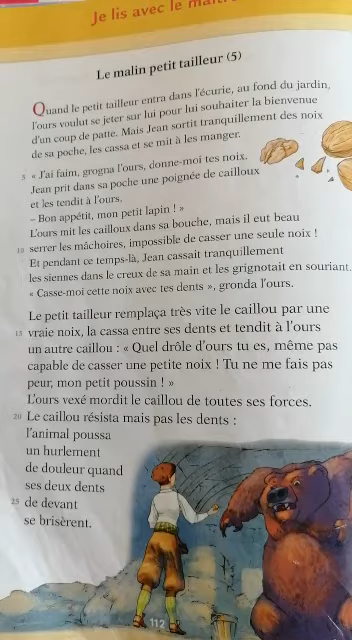 Je lis avec le
Le malin petit tailleur (5)
Quand le petit tailleur entra dans l'écurie, au fond du jardin,
l'ours voulut se jeter sur lui pour lui souhaiter la bienvenue
d'un coup de patte. Mais Jean sortit tranquillement des noix
de sa poche, les cassa et se mit à les manger.
5 « J'ai faim, grogna l'ours, donne-moi tes noix.
Jean prit dans sa poche une poignée de cailloux
et les tendit à l'ours.
– Bon appétit, mon petit lapin ! »
L'ours mit les cailloux dans sa bouche, mais il eut beau
10 serrer les mâchoires, impossible de casser une seule noix !
Et pendant ce temps-là, Jean cassait tranquillement
les siennes dans le creux de sa main et les grignotait en souriant.
« Casse-moi cette noix avec tes dents », gronda l'ours.
Le petit tailleur remplaça très vite le caillou par une
15 vraie noix, la cassa entre ses dents et tendit à l'ours
un autre caillou : « Quel drôle d'ours tu es, même pas
capable de casser une petite noix ! Tu ne me fais pas
peur, mon petit poussin ! »
L'ours vexé mordit le caillou de toutes ses forces.
20 Le caillou résista mais pas les dents :
l'animal poussa
un hurlement
de douleur quand
ses deux dents
25 de devant
se brisèrent.
112